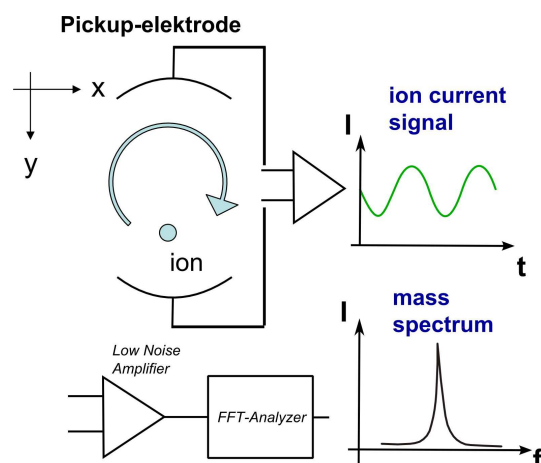 Pickup-elektrode
x
y
ion
ion current
signal
I
t
mass
spectrum
I
f
Low Noise
Amplifier
FFT-Analyzer